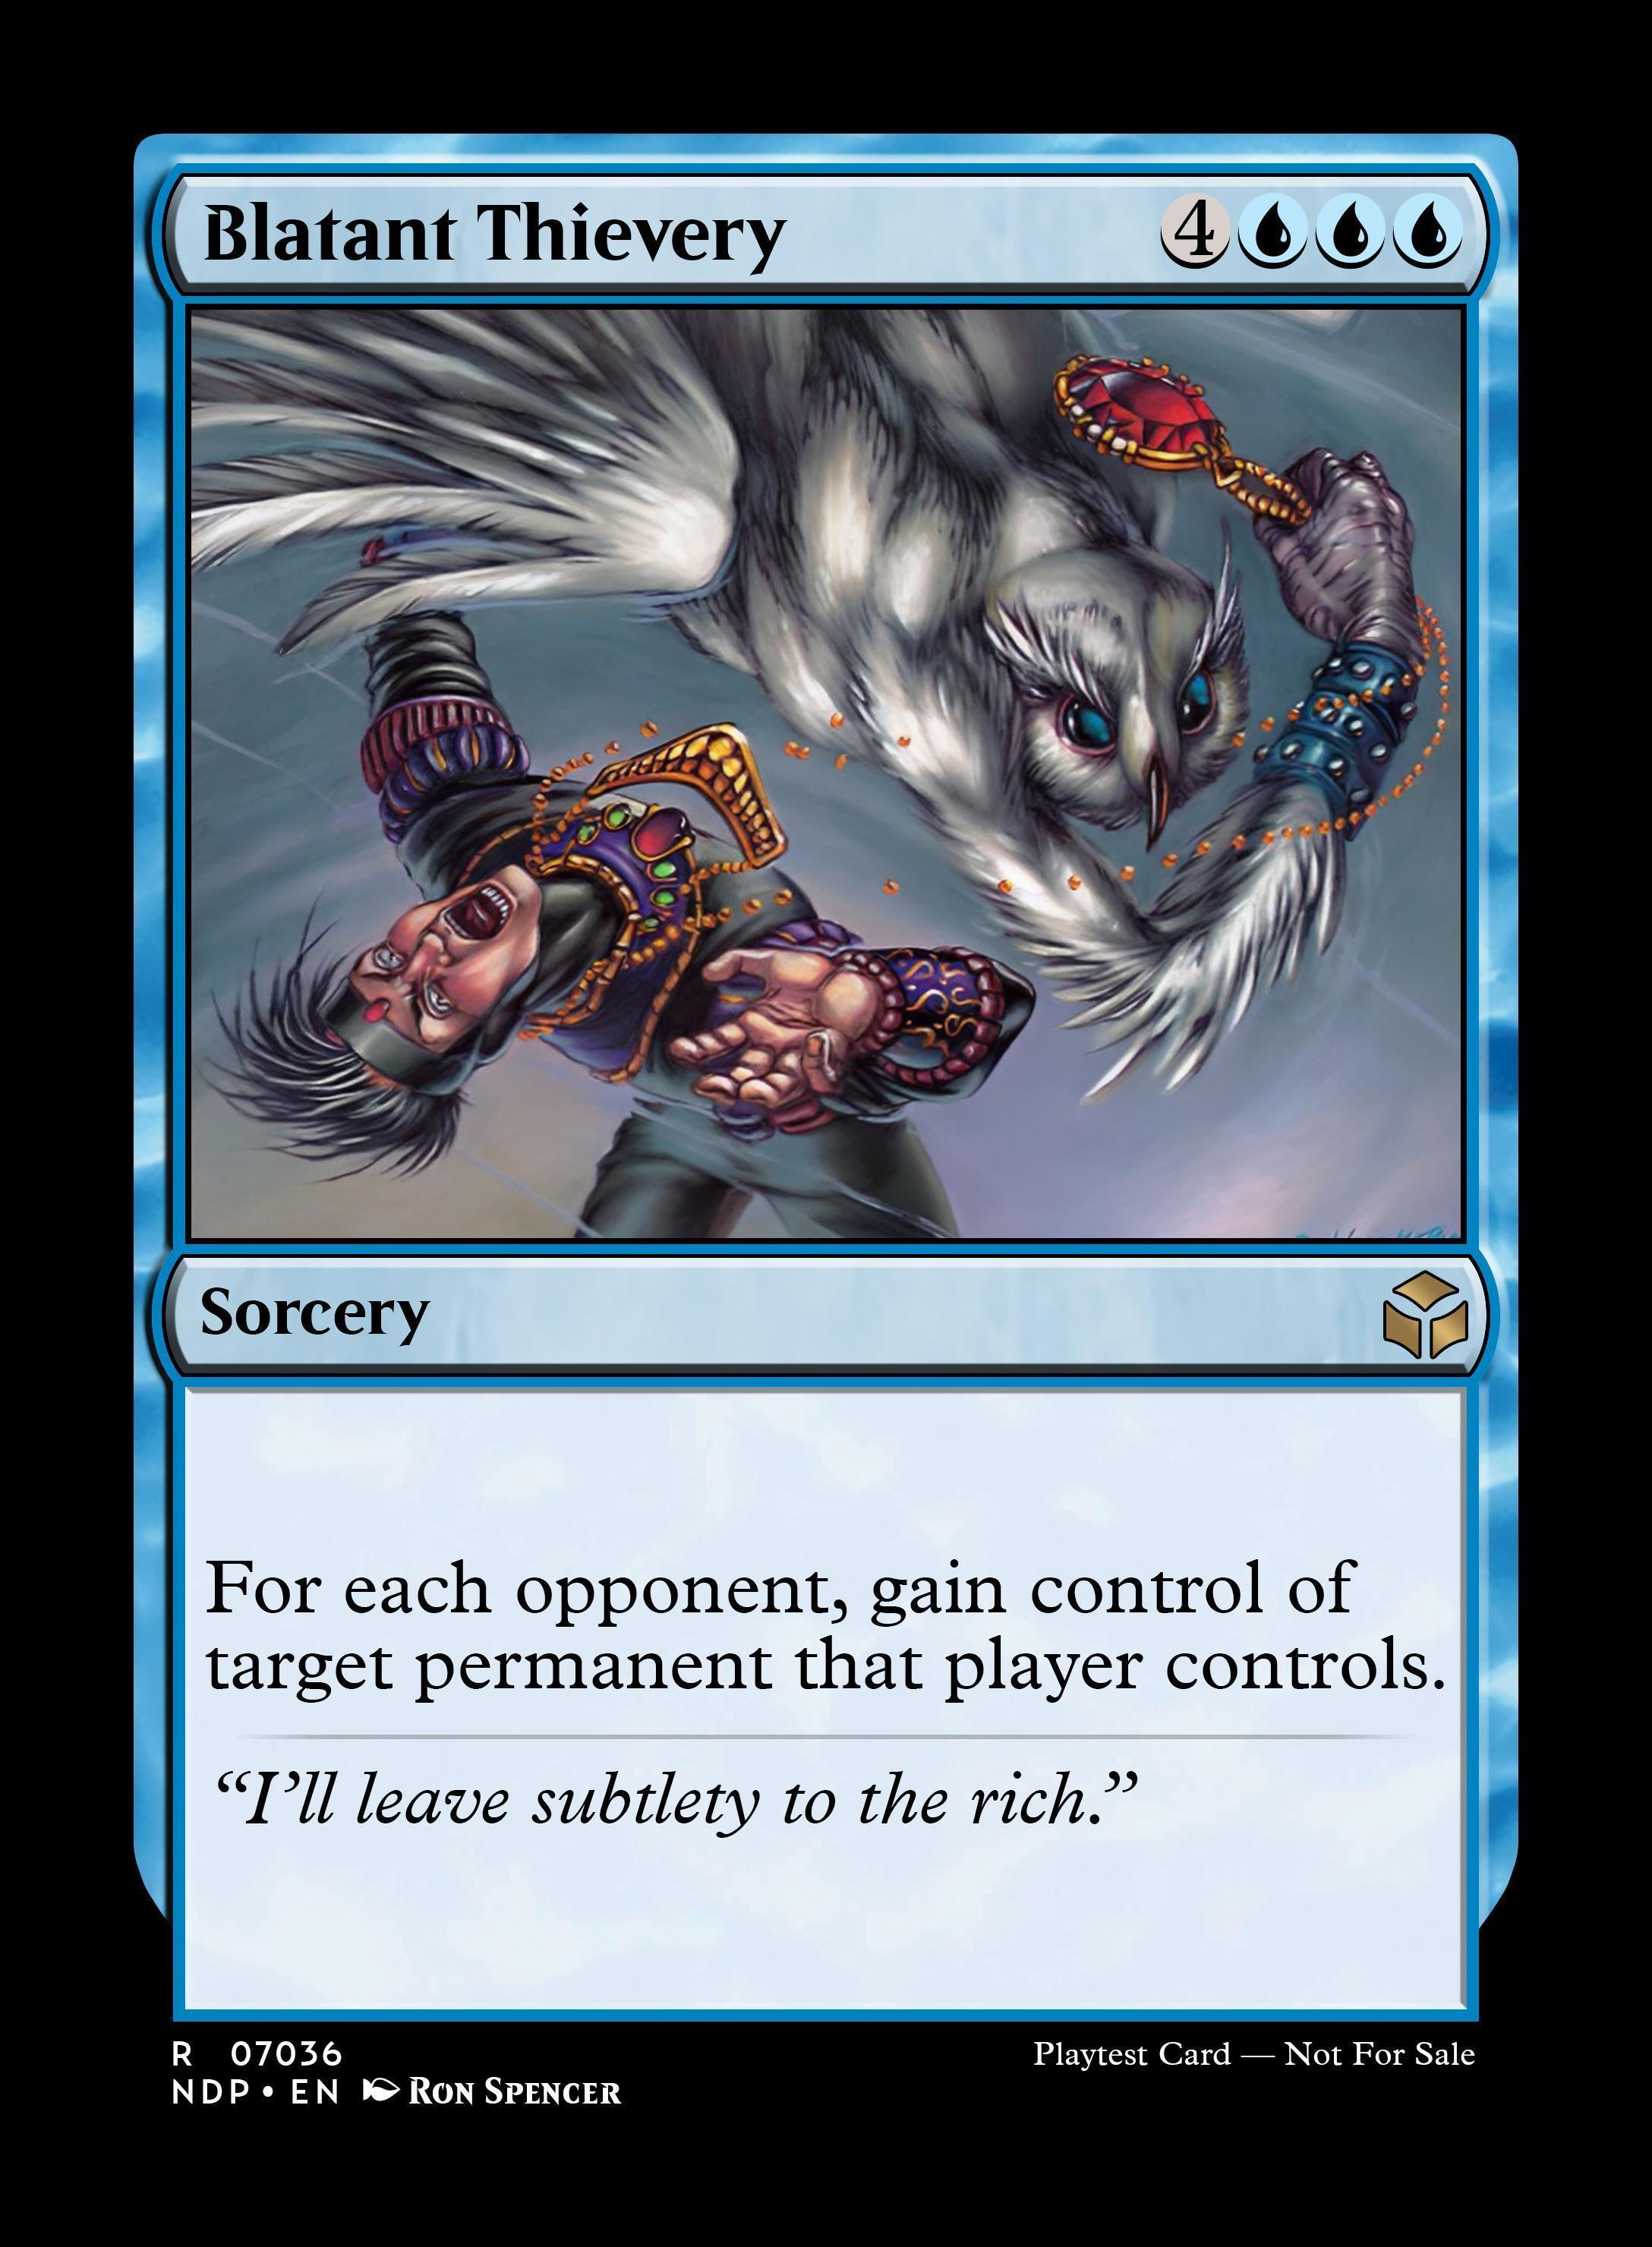 Blatant Thievery 4
Sorcery
For each opponent, gain control of
target permanent that player controls.
“I’ll leave subtlety to the rich.”
R 07036
Playtest Card — Not For Sale
NDP • EN Ron Spencer